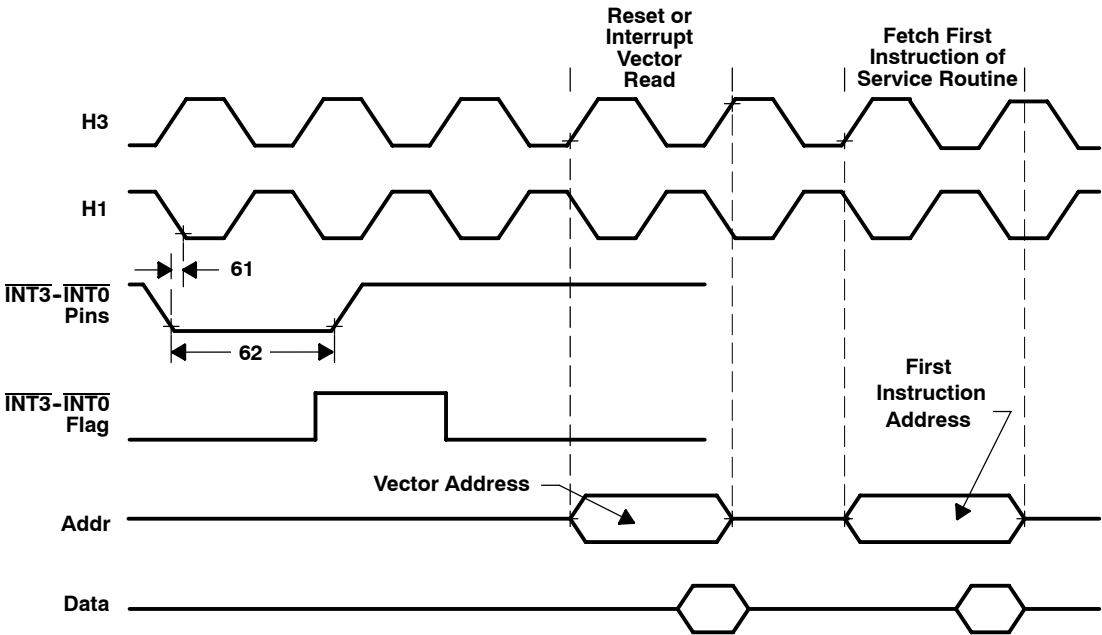 Reset or
Interrupt
Vector
Read
Fetch First
Instruction of
Service Routine
H3
H1
61
INT3-INT0
Pins
62
INT3-INT0
Flag
First
Instruction
Address
Vector Address
Addr
Data